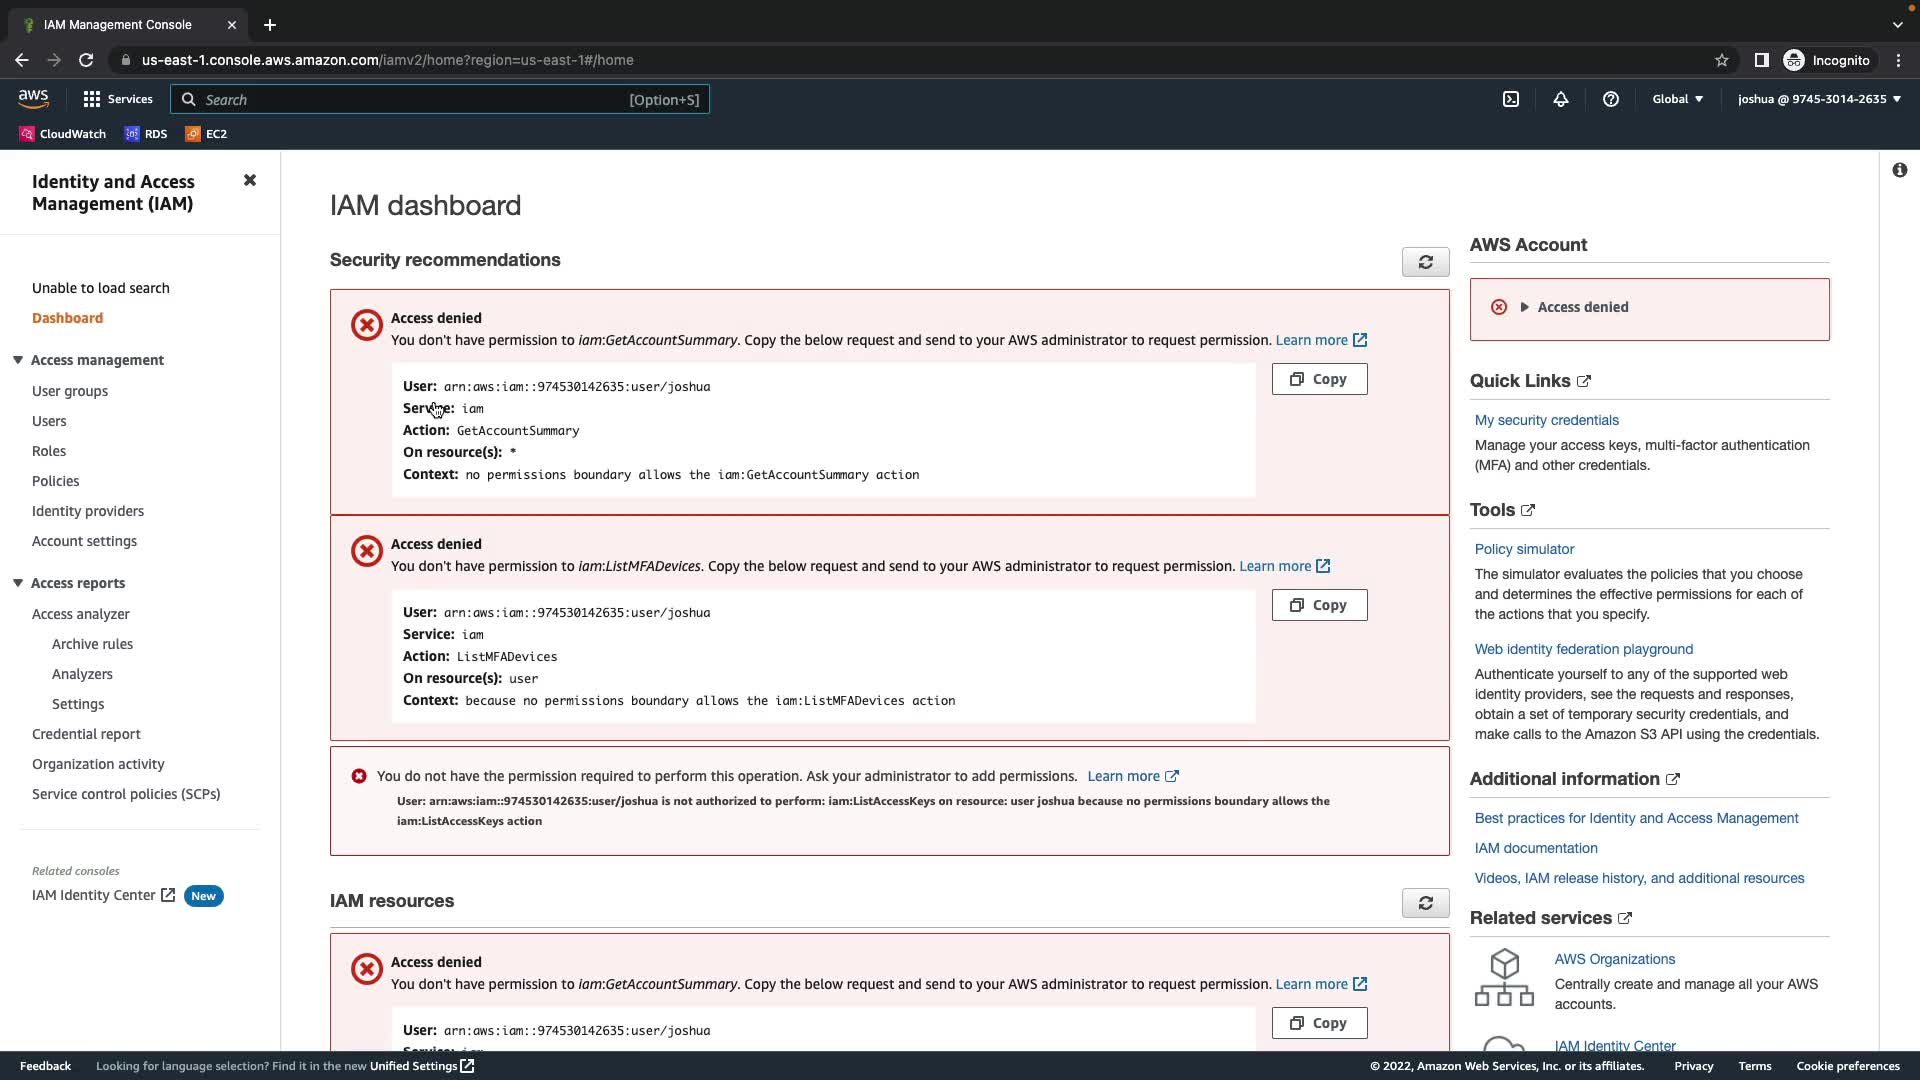 IAM Management Console
us-east-1.console.aws.amazon.com/iamv2/home?region=us-east-1#/home
Incognito
aws
Services
Search
[Option+S]
Global
joshua @ 9745-3014-2635
CloudWatch
RDS
EC2
Identity and Access
Management (IAM)
Unable to load search
Dashboard
Access management
User groups
Users
Roles
Policies
Identity providers
Account settings
Access reports
Access analyzer
Archive rules
Analyzers
Settings
Credential report
Organization activity
Service control policies (SCPs)
Related consoles
IAM Identity Center New
IAM dashboard
Security recommendations
Access denied
You don't have permission to iam:GetAccountSummary. Copy the below request and send to your AWS administrator to request permission. Learn more
User: arn:aws:iam::974530142635:user/joshua
Copy
Service: iam
Action: GetAccountSummary
On resource(s): *
Context: no permissions boundary allows the iam:GetAccountSummary action
Access denied
You don't have permission to iam:ListMFADevices. Copy the below request and send to your AWS administrator to request permission. Learn more
User: arn:aws:iam::974530142635:user/joshua
Copy
Service: iam
Action: ListMFADevices
On resource(s): user
Context: because no permissions boundary allows the iam:ListMFADevices action
You do not have the permission required to perform this operation. Ask your administrator to add permissions. Learn more
User: arn:aws:iam::974530142635:user/joshua is not authorized to perform: iam:ListAccessKeys on resource: user joshua because no permissions boundary allows the
iam:ListAccessKeys action
IAM resources
Access denied
You don't have permission to iam:GetAccountSummary. Copy the below request and send to your AWS administrator to request permission. Learn more
User: arn:aws:iam::974530142635:user/joshua
Copy
Service: iam
AWS Account
Access denied
Quick Links
My security credentials
Manage your access keys, multi-factor authentication
(MFA) and other credentials.
Tools
Policy simulator
The simulator evaluates the policies that you choose
and determines the effective permissions for each of
the actions that you specify.
Web identity federation playground
Authenticate yourself to any of the supported web
identity providers, see the requests and responses,
obtain a set of temporary security credentials, and
make calls to the Amazon S3 API using the credentials.
Additional information
Best practices for Identity and Access Management
IAM documentation
Videos, IAM release history, and additional resources
Related services
AWS Organizations
Centrally create and manage all your AWS
accounts.
IAM Identity Center
Feedback
Looking for language selection? Find it in the new Unified Settings
© 2022, Amazon Web Services, Inc. or its affiliates.
Privacy
Terms
Cookie preferences